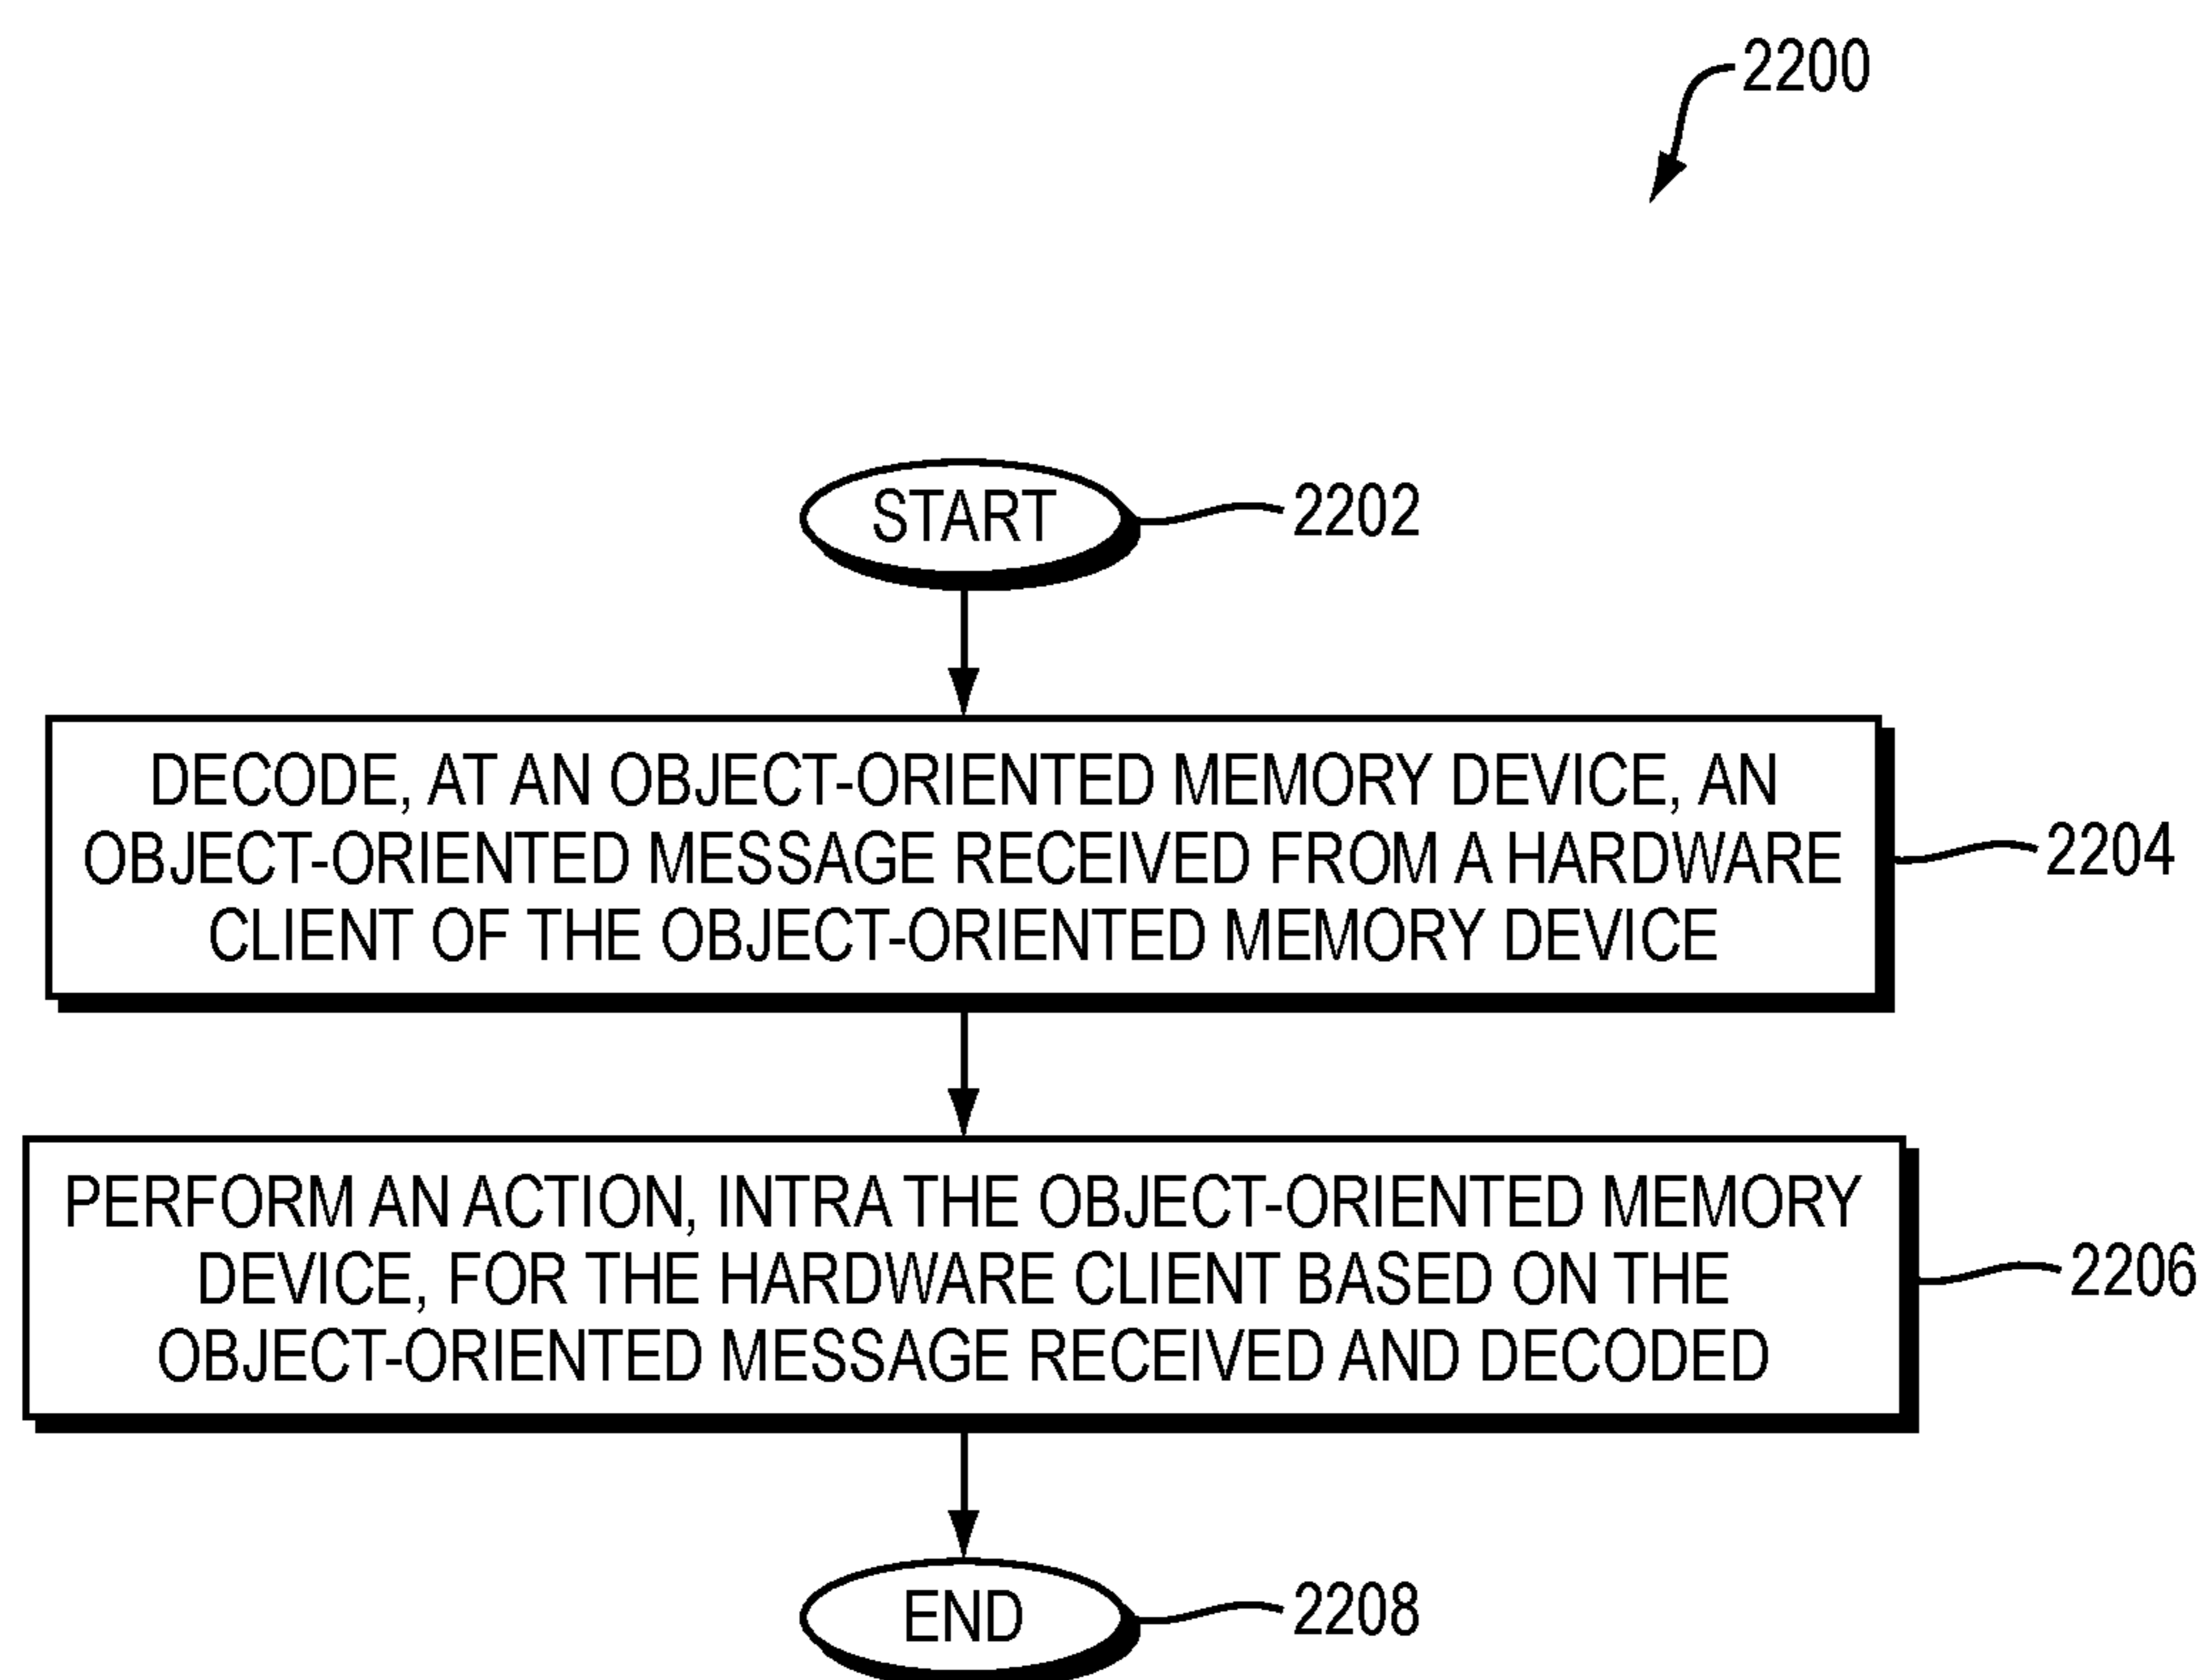 2200
START
2202
DECODE, AT AN OBJECT-ORIENTED MEMORY DEVICE, AN
OBJECT-ORIENTED MESSAGE RECEIVED FROM A HARDWARE
CLIENT OF THE OBJECT-ORIENTED MEMORY DEVICE
2204
PERFORM AN ACTION, INTRA THE OBJECT-ORIENTED MEMORY
DEVICE, FOR THE HARDWARE CLIENT BASED ON THE
OBJECT-ORIENTED MESSAGE RECEIVED AND DECODED
2206
END
2208